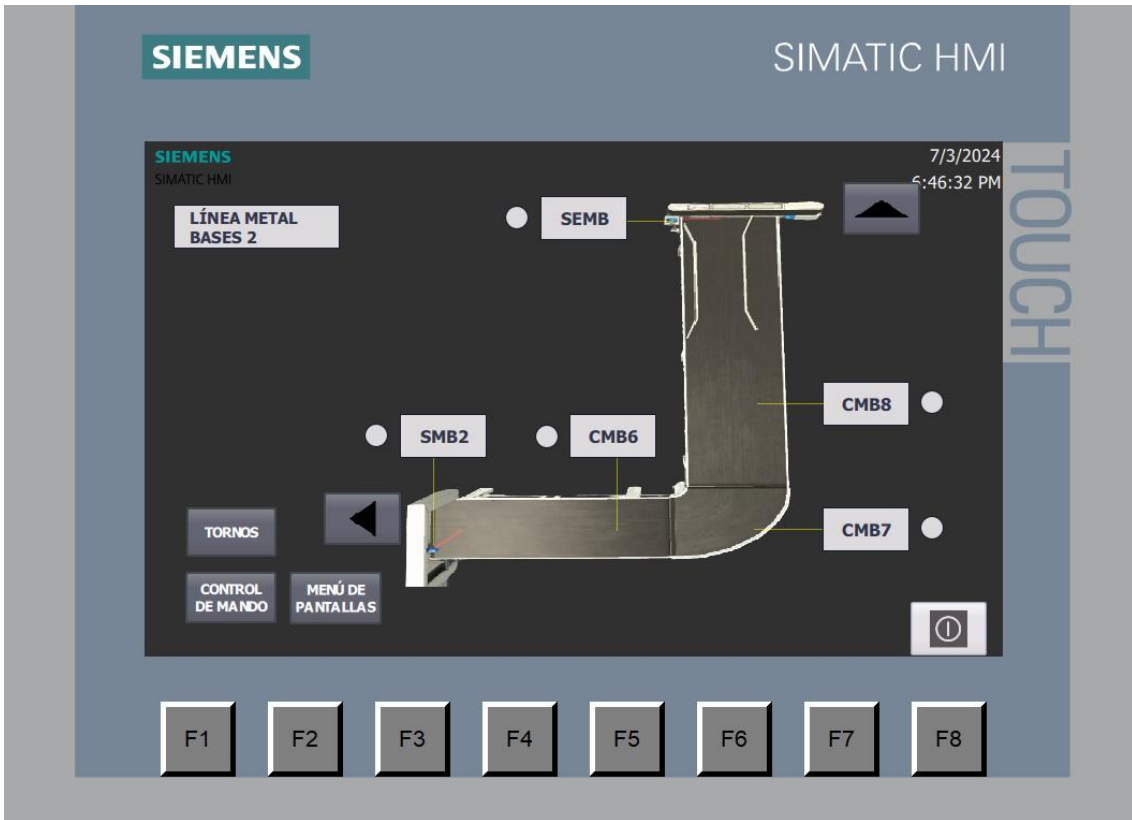 SIEMENS
SIMATIC HMI
TOUCH
SIEMENS
SIMATIC HMI
7/3/2024
6:46:32 PM
LÍNEA METAL
BASES 2
SEMB
CMB8
SMB2
CMB6
CMB7
TORNOS
CONTROL
DE MANDO
MENÚ DE
PANTALLAS
F1 F2 F3 F4 F5 F6 F7 F8